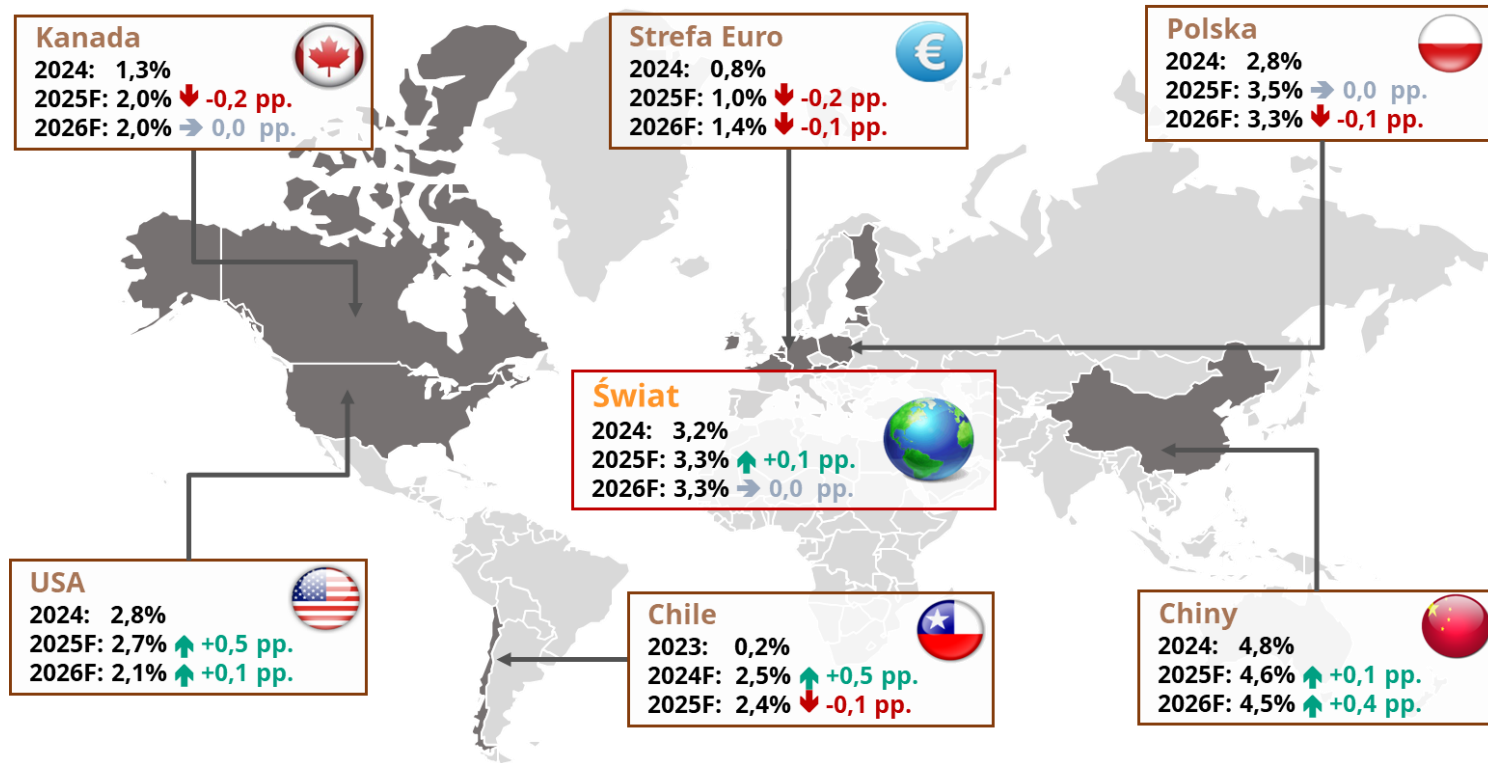 Kanada
2024: 1,3%
2025F: 2,0% -0,2 pp.
2026F: 2,0% 0,0 pp.
Strefa Euro
2024: 0,8%
2025F: 1,0% -0,2 pp.
2026F: 1,4% -0,1 pp.
€
Polska
2024: 2,8%
2025F: 3,5% 0,0 pp.
2026F: 3,3% -0,1 pp.
Świat
2024: 3,2%
2025F: 3,3% +0,1 pp.
2026F: 3,3% 0,0 pp.
USA
2024: 2,8%
2025F: 2,7% +0,5 pp.
2026F: 2,1% +0,1 pp.
Chile
2023: 0,2%
2024F: 2,5% +0,5 pp.
2025F: 2,4% -0,1 pp.
Chiny
2024: 4,8%
2025F: 4,6% +0,1 pp.
2026F: 4,5% +0,4 pp.